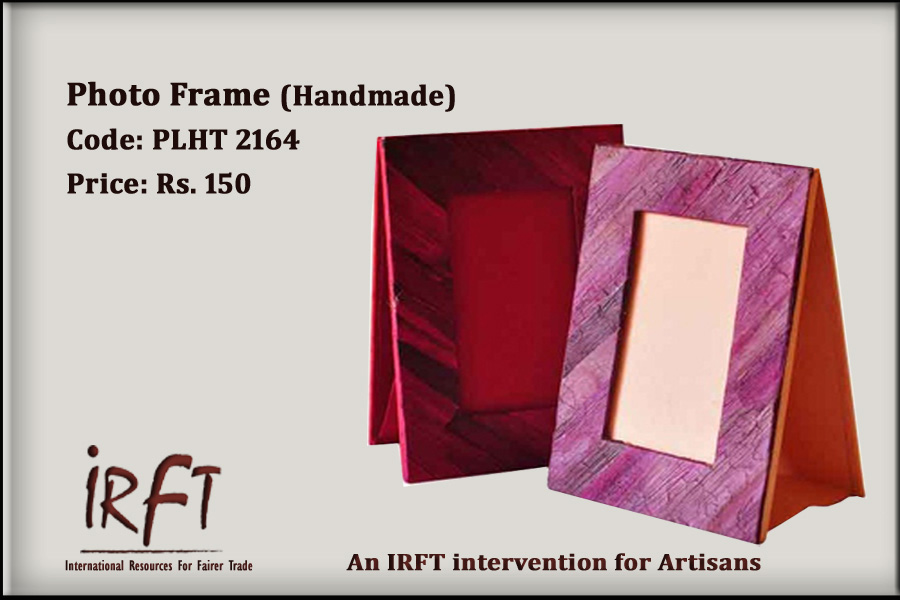 Photo Frame (Handmade)
Code: PLHT 2164
Price: Rs. 150
iRFT
International Resources For Fairer Trade
An IRFT intervention for Artisans